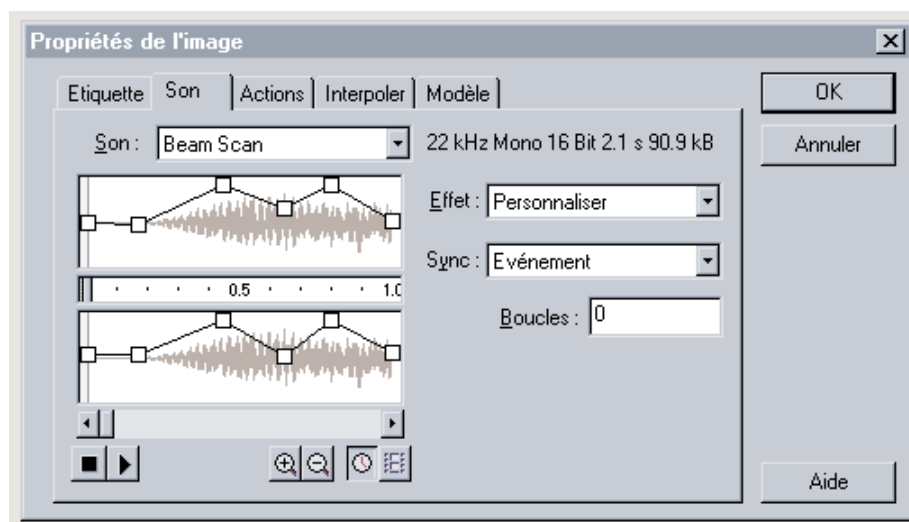 Propriétés de l'image
Etiquette Son Actions Interpoler Modèle
OK
Son : Beam Scan 22 kHz Mono 16 Bit 2.1 s 90.9 kB
Annuler
Effet : Personnaliser
Sync : Evénement
0.5 1.0
Boucles : 0
Aide